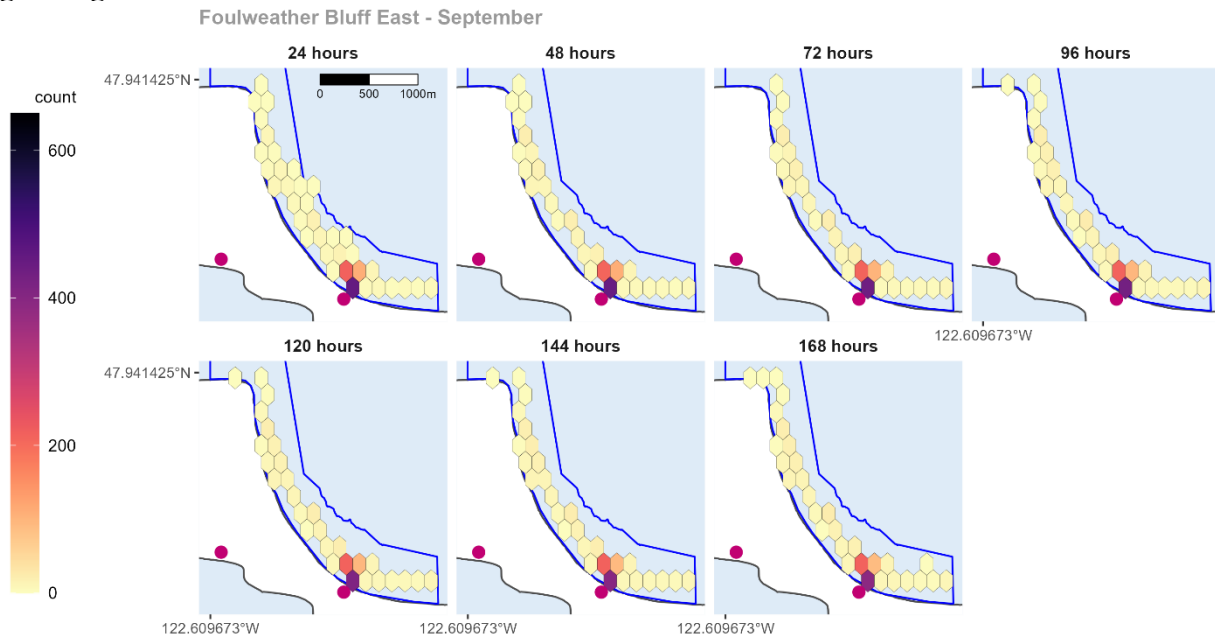 Foulweather Bluff East - September
24 hours
48 hours
72 hours
96 hours
47.941425°N
0 500 1000m
count
600
400
200
0
122.609673°W
120 hours
144 hours
168 hours
47.941425°N
122.609673°W
122.609673°W
122.609673°W